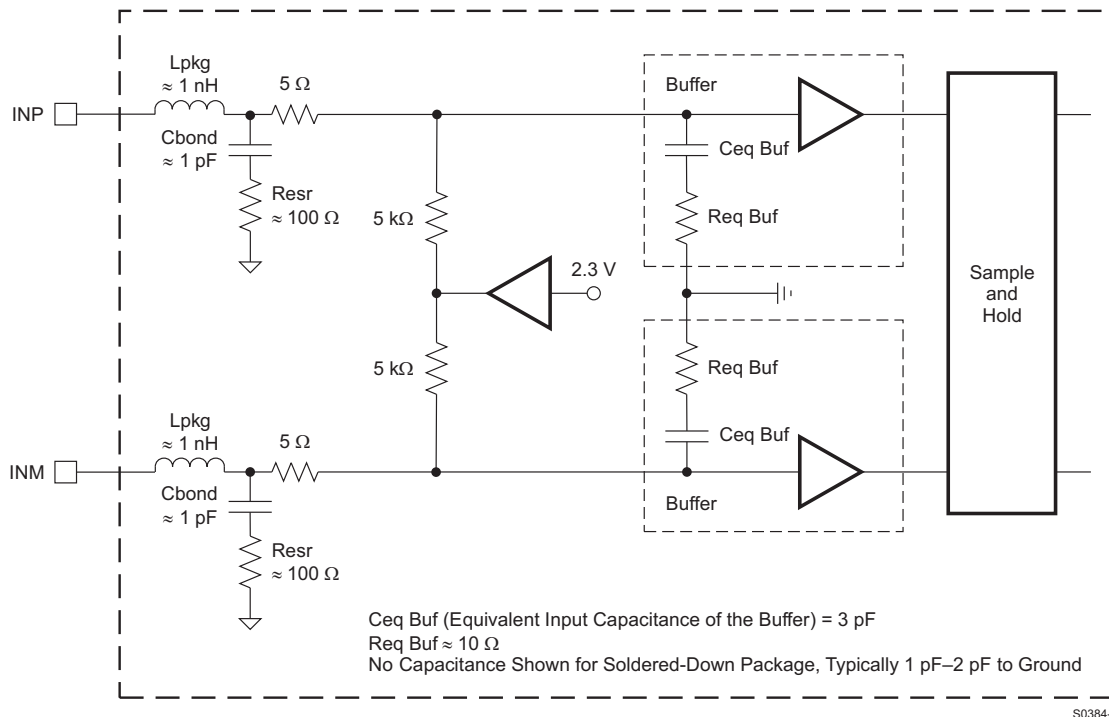 Lpkg
≈ 1 nH
5 Ω
INP
Cbond
≈ 1 pF
Resr
≈ 100 Ω
5 kΩ
2.3 V
Buffer
Ceq Buf
Req Buf
Sample
and
Hold
5 kΩ
Req Buf
Ceq Buf
Buffer
Lpkg
≈ 1 nH
5 Ω
INM
Cbond
≈ 1 pF
Resr
≈ 100 Ω
Ceq Buf (Equivalent Input Capacitance of the Buffer) = 3 pF
Req Buf ≈ 10 Ω
No Capacitance Shown for Soldered-Down Package, Typically 1 pF–2 pF to Ground